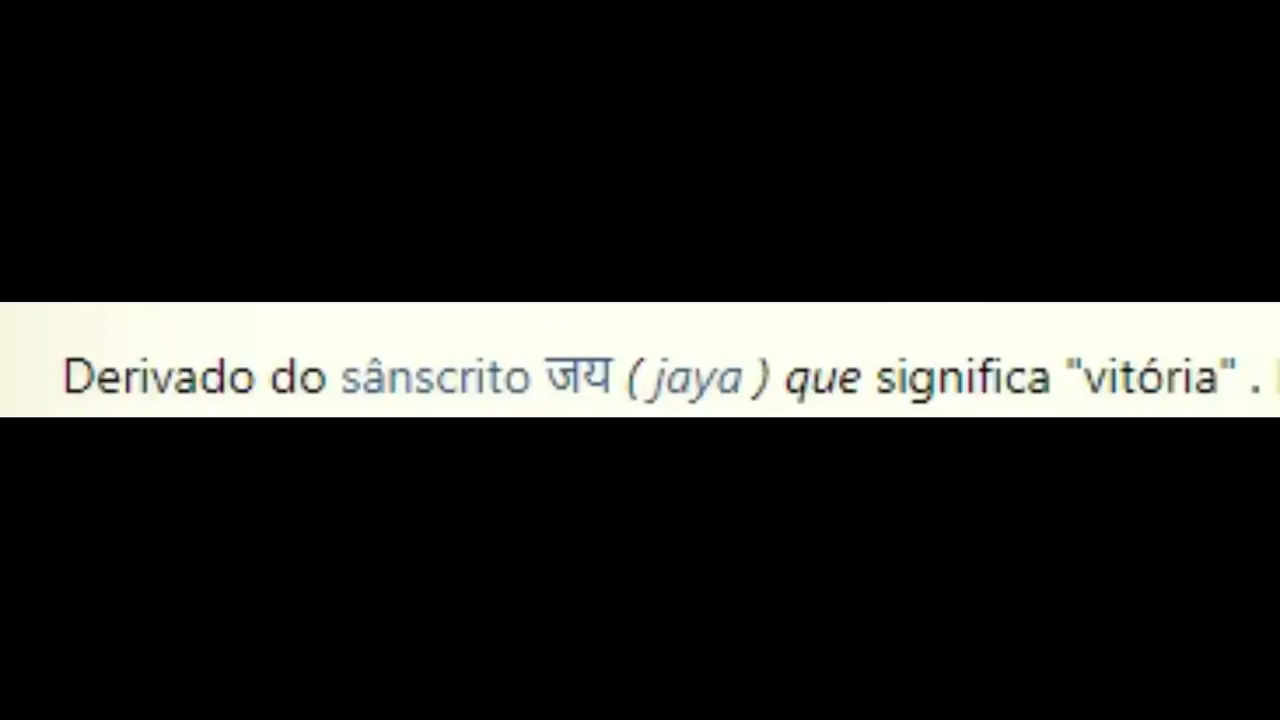 Derivado do sânscrito जय ( jaya ) que significa "vitória" .